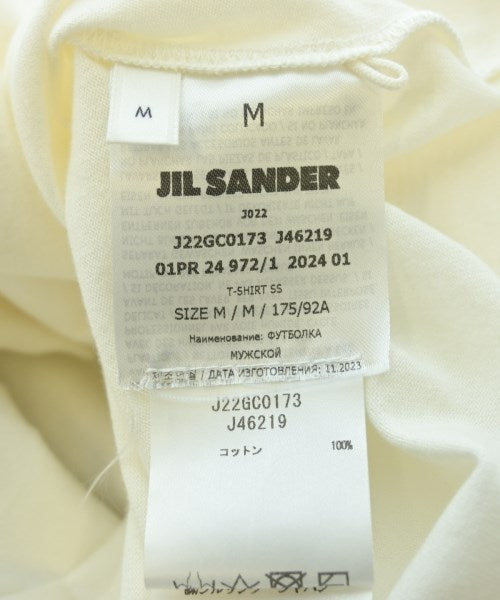 M
M
JIL SANDER
J022
J22GC0173 J46219
01PR 24 972/1 2024 01
T-SHIRT SS
SIZE M / M / 175/92A
Наименование: ФУТБОЛКА
МУЖСКОЙ
/ ДАТА ИЗГОТОВЛЕНИЯ: 11.2023
J22GC0173
J46219
コットン 100%